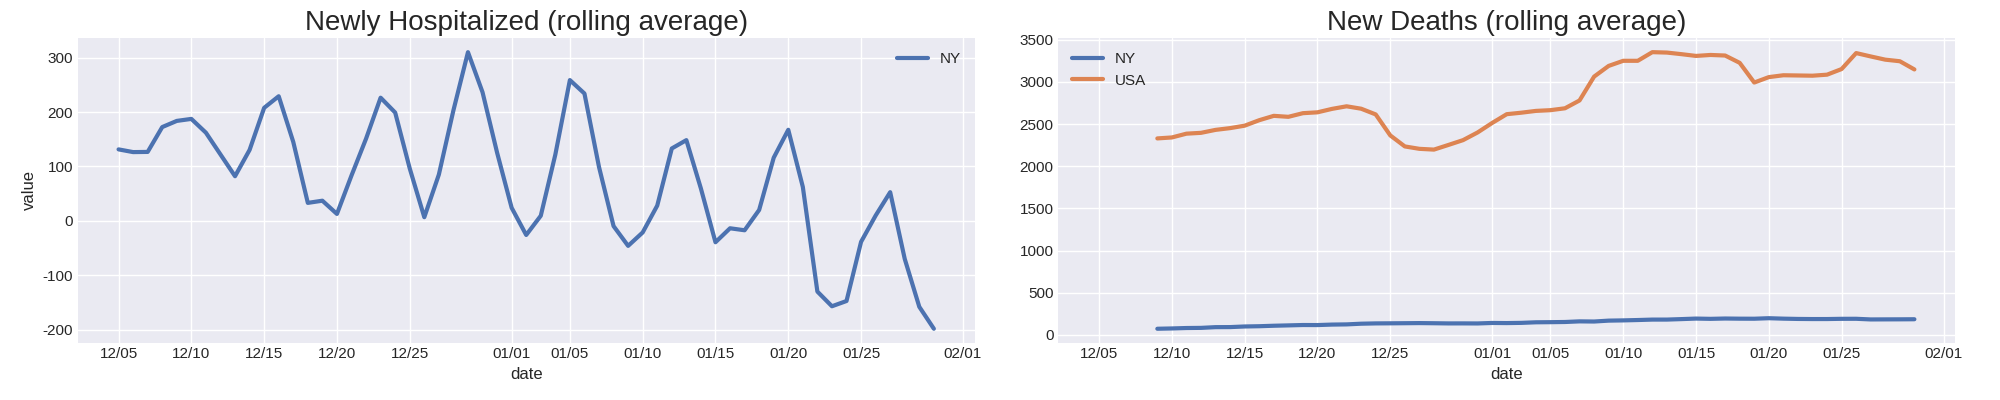 Newly Hospitalized (rolling average)
NY
300
200
100
0
-100
-200
value
12/05 12/10 12/15 12/20 12/25 01/01 01/05 01/10 01/15 01/20 01/25 02/01
date
New Deaths (rolling average)
NY
USA
3500
3000
2500
2000
1500
1000
500
0
12/05 12/10 12/15 12/20 12/25 01/01 01/05 01/10 01/15 01/20 01/25 02/01
date